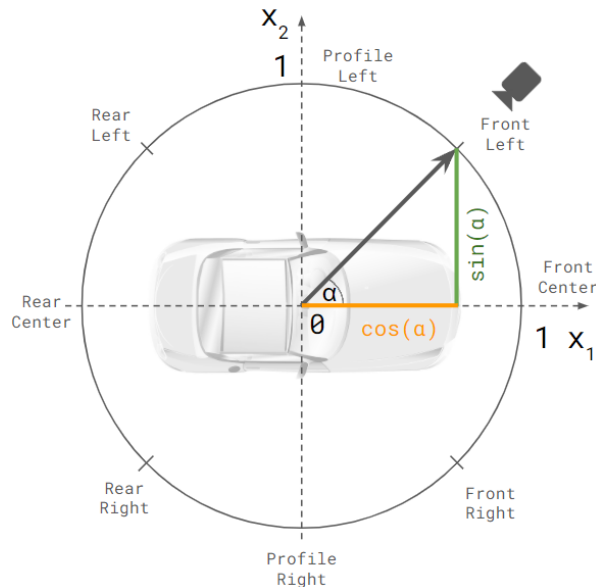 x₂
1
Profile
Left
Rear
Left
Front
Left
sin(α)
α
Rear
Center
0
cos(α)
Front
Center
1
x₁
Rear
Right
Front
Right
Profile
Right